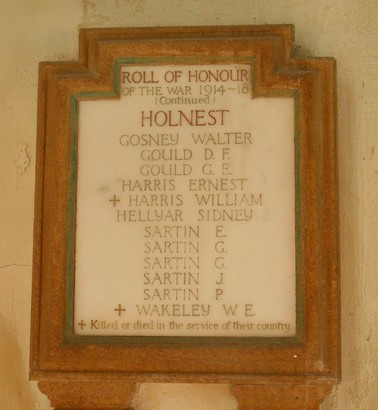 ROLL OF HONOUR
OF THE WAR 1914-18
(Continued)
HOLNEST
GOSNEY WALTER
GOULD D. F.
GOULD G. E.
HARRIS ERNEST
+ HARRIS WILLIAM
HELLYAR SIDNEY
SARTIN E.
SARTIN G.
SARTIN G.
SARTIN J.
SARTIN P.
+ WAKELEY W E
+ Killed or died in the service of their country